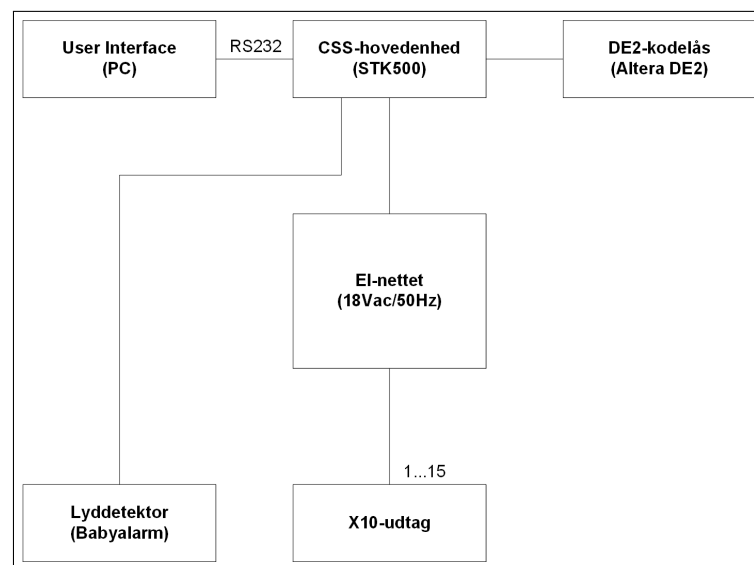 User Interface
(PC)
RS232
CSS-hovedenhed
(STK500)
DE2-kodelås
(Altera DE2)
El-nettet
(18Vac/50Hz)
1...15
Lyddetektor
(Babyalarm)
X10-udtag